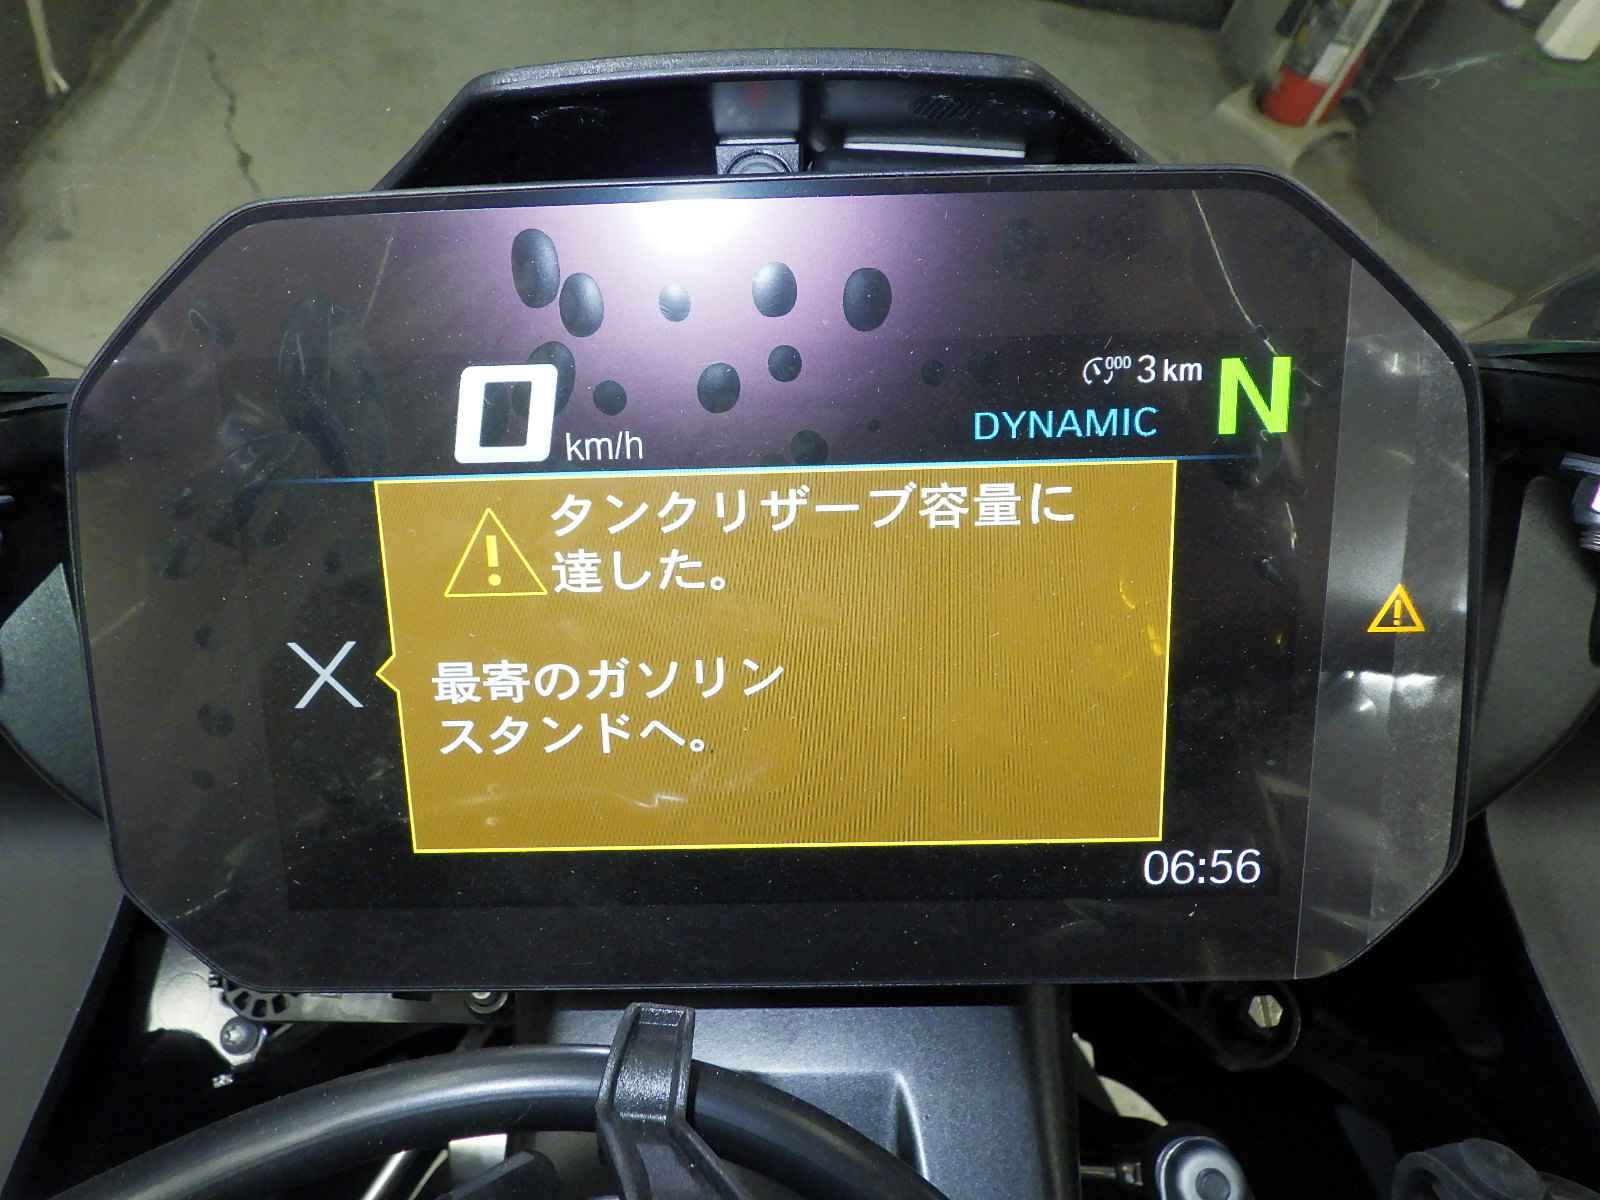 000 3 km
N
0 km/h
DYNAMIC
タンクリザーブ容量に
達した。
最寄のガソリン
スタンドへ。
06:56